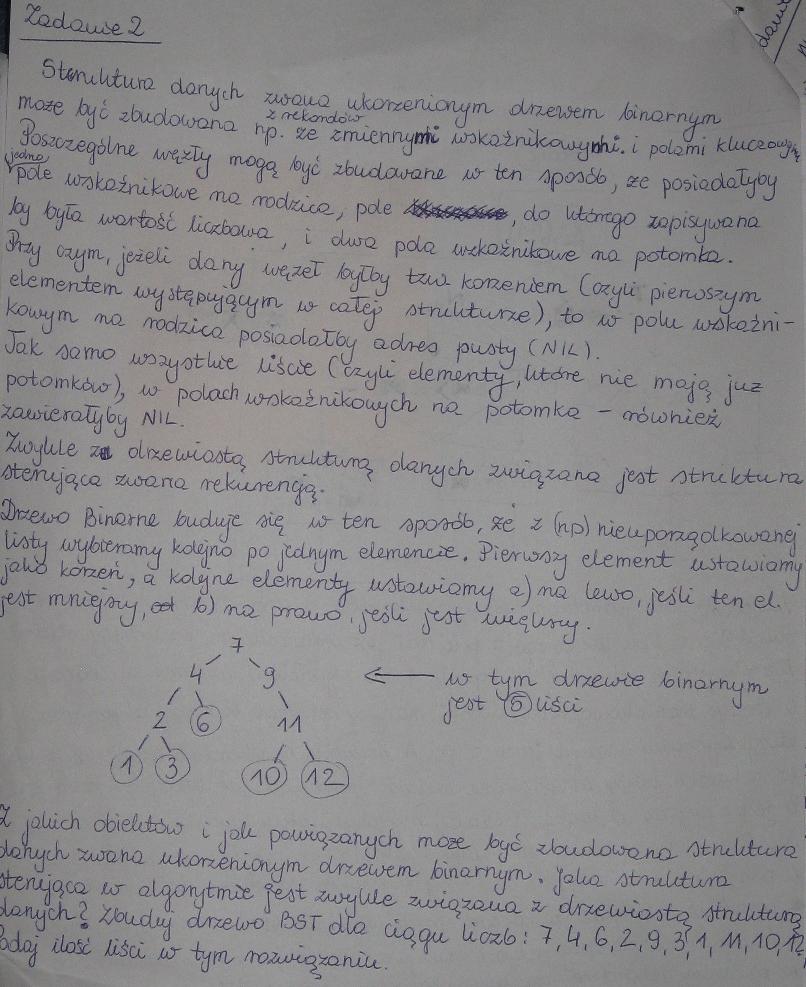 Zadanie 2
Struktura danych zwana ukorzenionym drzewem binarnym
może być zbudowana np. z rekordów ze zmiennymi wskaźnikowymi. i polami kluczowymi
Poszczególne węzły mogą być zbudowane w ten sposób, że posiadałyby
jedno pole wskaźnikowe na rodzica, pole , do którego zapisywana
by była wartość liczbowa, i dwa pola wskaźnikowe na potomka.
Przy czym, jeżeli dany węzeł byłby tzw korzeniem (czyli pierwszym
elementem występującym w całej strukturze), to w polu wskaźni-
kowym na rodzica posiadałby adres pusty (NIL).
Tak samo wszystkie liście (czyli elementy, które nie mają już
potomków), w polach wskaźnikowych na potomka – również
zawierałyby NIL.
Zwykle z drzewiastą strukturą danych związana jest struktura
sterująca zwana rekurencją.
Drzewo Binarne buduje się w ten sposób, że z (np) nieuporządkowanej
listy wybieramy kolejno po jednym elemencie. Pierwszy element ustawiamy
jako korzeń, a kolejne elementy ustawiamy a) na lewo, jeśli ten el.
jest mniejszy, b) na prawo, jeśli jest większy.
7
4 9
2 6 11
1 3 10 12
← w tym drzewie binarnym
jest 5 liści
Z jakich obiektów i jak powiązanych może być zbudowana struktura
danych zwana ukorzenionym drzewem binarnym. Jaka struktura
sterująca w algorytmie jest zwykle związana z drzewiastą strukturą
danych? Zbuduj drzewo BST dla ciągu liczb: 7, 4, 6, 2, 9, 3, 1, 11, 10, 12,
Podaj ilość liści w tym rozwiązaniu.